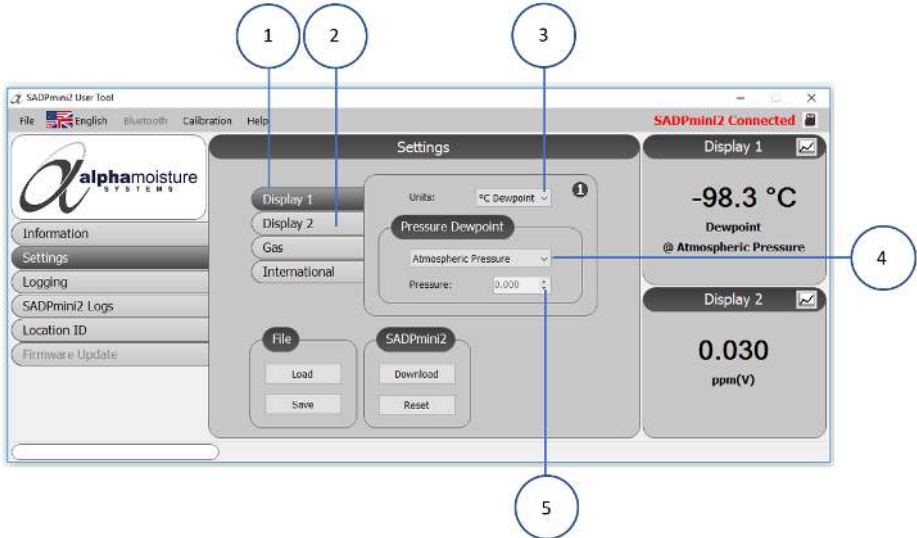 1 2 3
SADPmini2 User Tool
File English Bluetooth Calibration Help SADPmini2 Connected
alphamoisture
SYSTEMS
Information
Settings
Logging
SADPmini2 Logs
Location ID
Firmware Update
Settings
Display 1
Display 2
Gas
International
Units: °C Dewpoint
1
Pressure Dewpoint
Atmospheric Pressure
Pressure: 0.000
File
Load
Save
SADPmini2
Download
Reset
Display 1
-98.3 °C
Dewpoint
@ Atmospheric Pressure
Display 2
0.030
ppm(V)
4
5